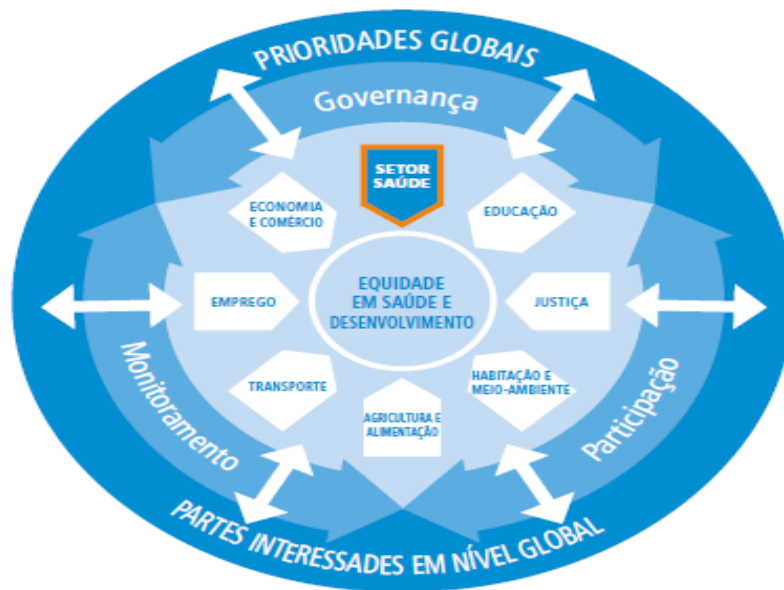 PRIORIDADES GLOBAIS
Governança
SETOR
SAÚDE
ECONOMIA
E COMÉRCIO
EDUCAÇÃO
EQUIDADE
EM SAÚDE E
DESENVOLVIMENTO
EMPREGO
JUSTIÇA
TRANSPORTE
HABITAÇÃO E
MEIO-AMBIENTE
AGRICULTURA E
ALIMENTAÇÃO
Monitoramento
Participação
PARTES INTERESSADES EM NÍVEL GLOBAL